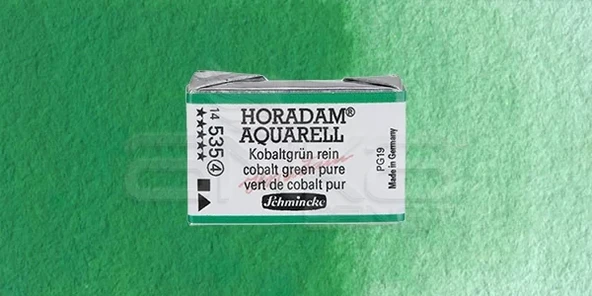 HORADAM®
AQUARELL
Kobaltgrün rein
cobalt green pure
vert de cobalt pur
Schmincke
14 535 4
★★★★★
PG19
Made in Germany